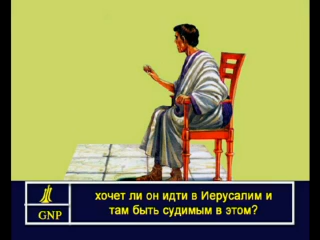 хочет ли он идти в Иерусалим и
там быть судимым в этом?
GNP